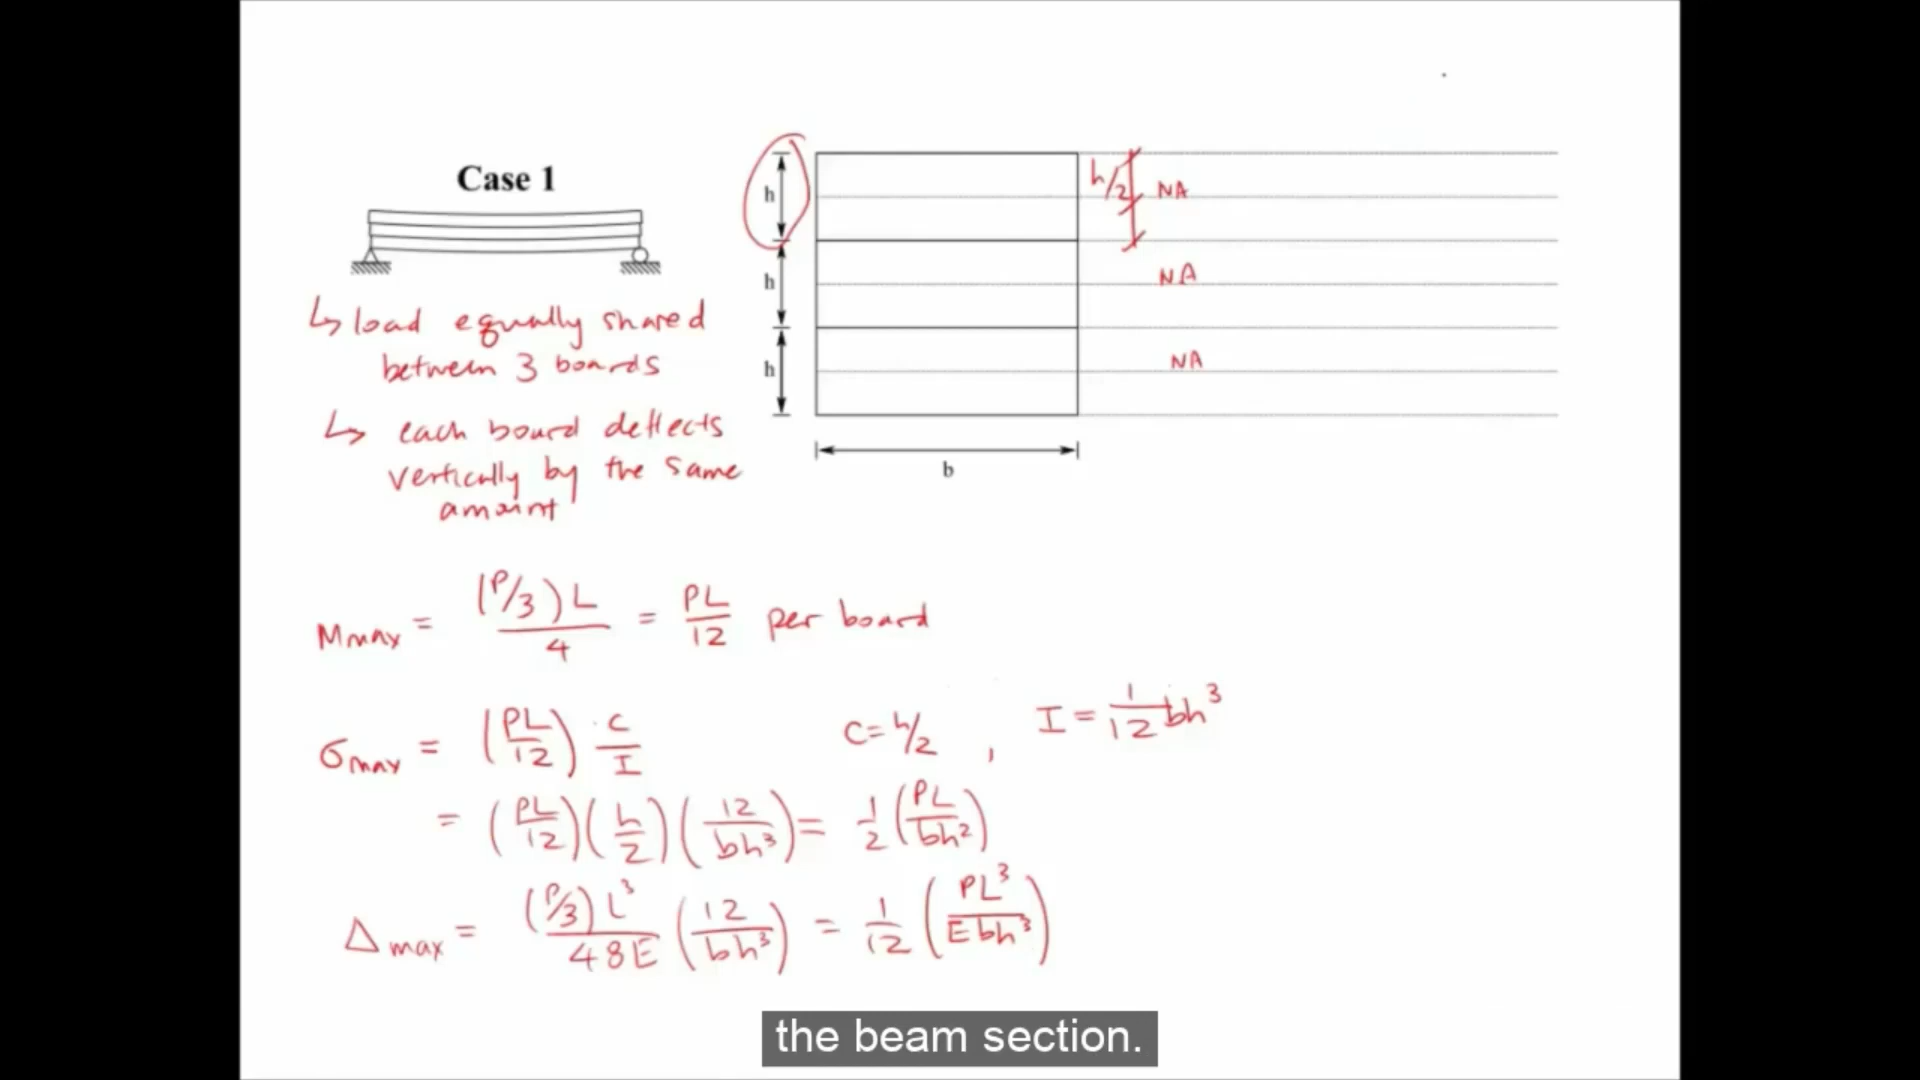 Case 1
h
h/2 NA
h
NA
h
NA
b
↳ load equally shared
between 3 boards
↳ each board deflects
vertically by the same
amount
Mmax = (P/3)L / 4 = PL/12 per board
σmax = (PL/12) · C/I    C = h/2 , I = 1/12 bh³
= (PL/12)(h/2)(12/bh³) = 1/2 (PL/bh²)
Δmax = (P/3)L³/48E (12/bh³) = 1/12 (PL³/Ebh³)
the beam section.